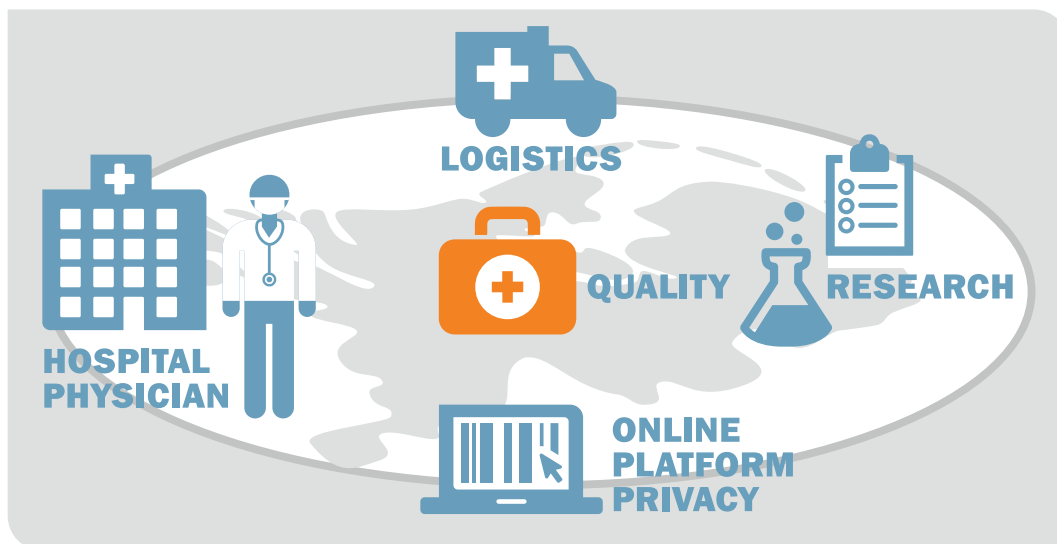 LOGISTICS
QUALITY
RESEARCH
HOSPITAL
PHYSICIAN
ONLINE
PLATFORM
PRIVACY